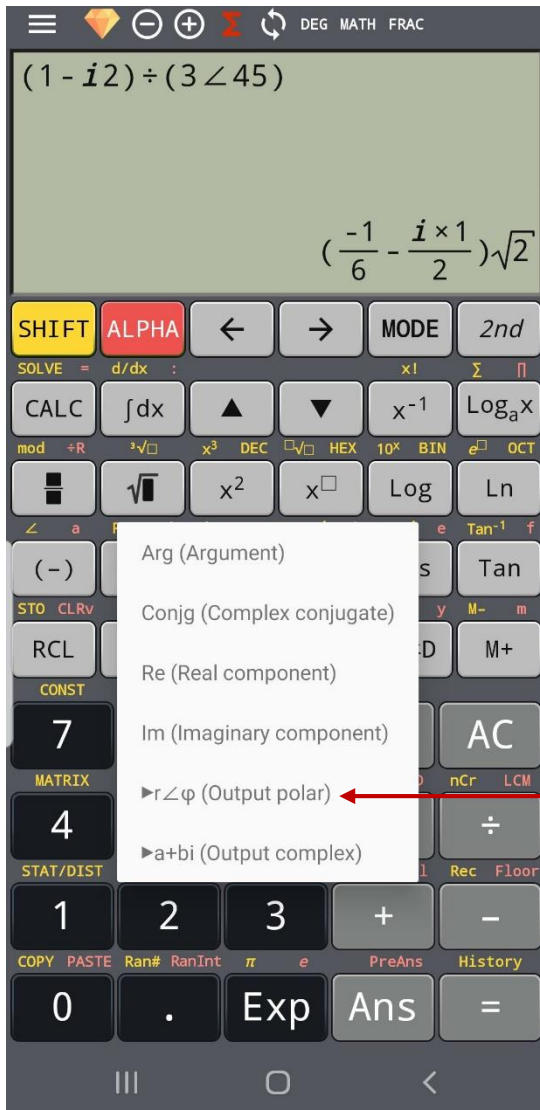 DEG MATH FRAC
(1-i2)÷(3∠45)
(-1/6 - i×1/2)√2
SHIFT ALPHA ← → MODE 2nd
SOLVE = d/dx : x! Σ ∏
CALC ∫dx ▲ ▼ x⁻¹ Logₐx
mod ÷R ³√□ x³ DEC □√□ HEX 10ˣ BIN e□ OCT
√ x² x□ Log Ln
∠ a e Tan⁻¹ f
(-) s Tan
STO CLRv y M- m
RCL D M+
CONST
7 AC
MATRIX nCr LCM
4 ÷
STAT/DIST l Rec Floor
Arg (Argument)
Conjg (Complex conjugate)
Re (Real component)
Im (Imaginary component)
▶r∠φ (Output polar)
▶a+bi (Output complex)
1 2 3 + −
COPY PASTE Ran# RanInt π e PreAns History
0 . Exp Ans =